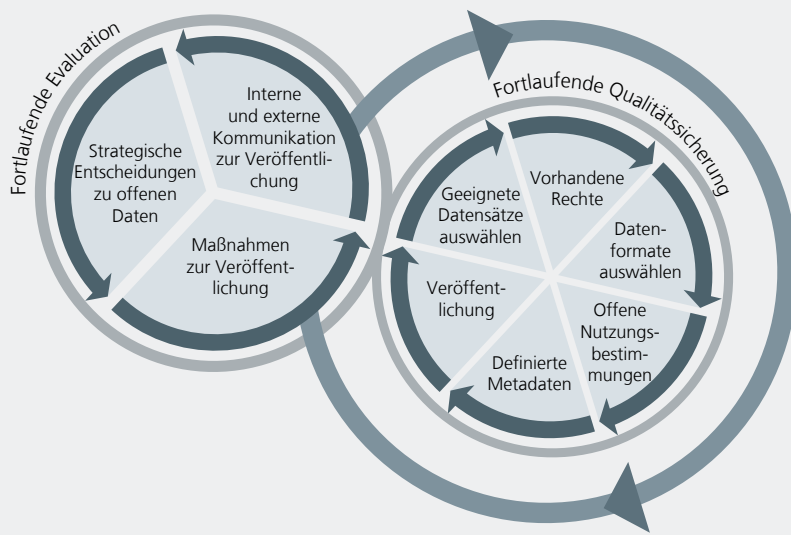 Fortlaufende Evaluation
Strategische
Entscheidungen
zu offenen
Daten
Interne
und externe
Kommunikation
zur Veröffentli-
chung
Maßnahmen
zur Veröffent-
lichung
Fortlaufende Qualitätssicherung
Geeignete
Datensätze
auswählen
Vorhandene
Rechte
Daten-
formate
auswählen
Offene
Nutzungs-
bestim-
mungen
Definierte
Metadaten
Veröffent-
lichung